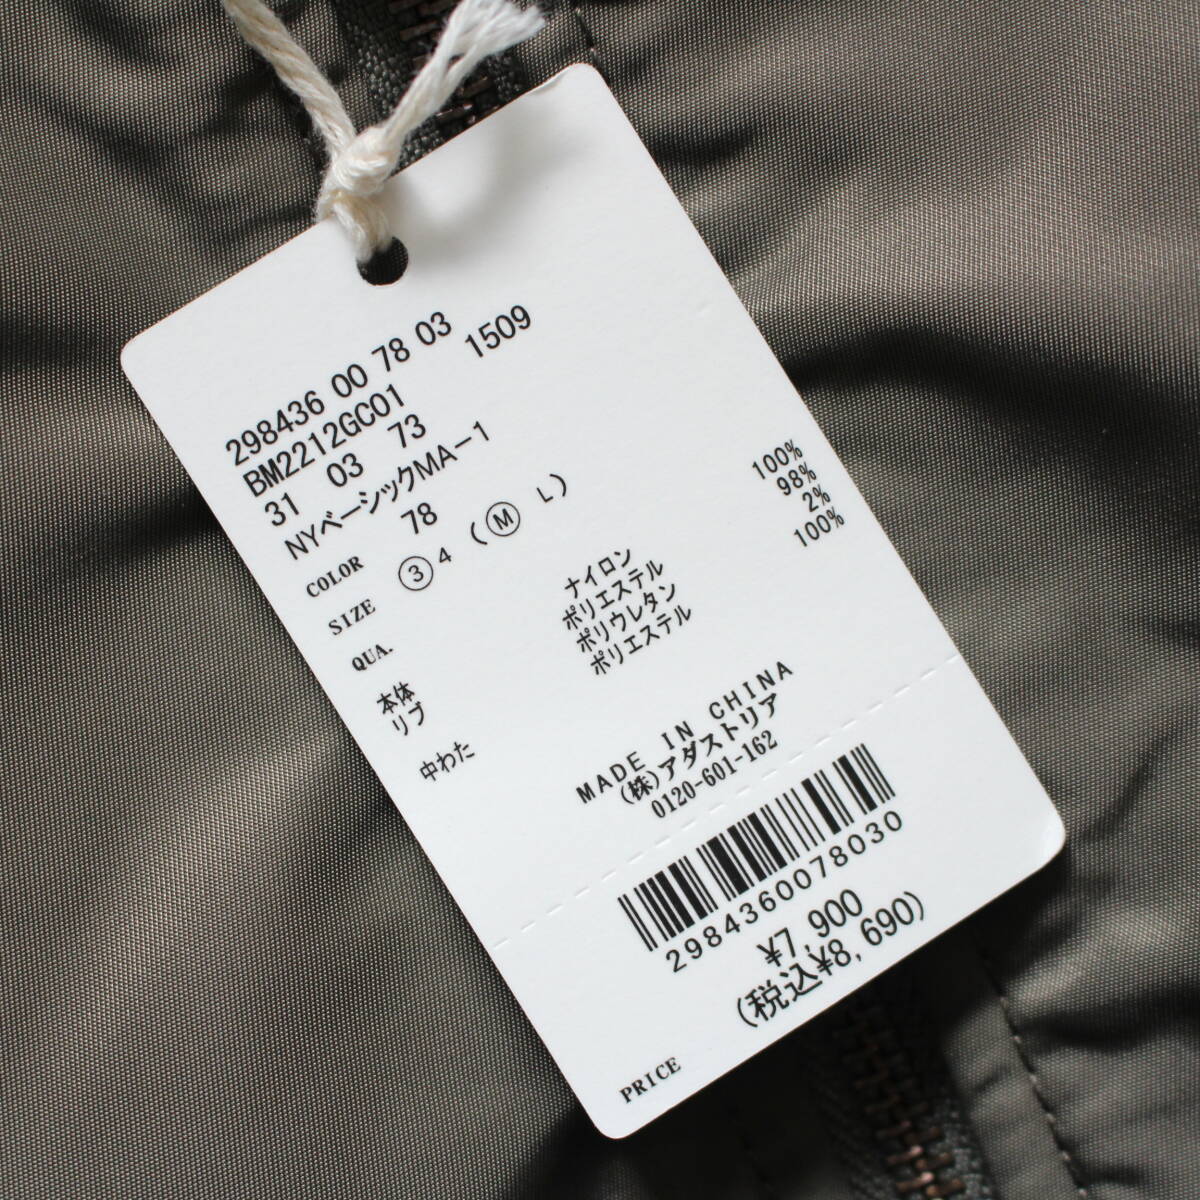 298436 00 78 03
BM2212GC01 1509
31 03 73
NYベーシックMA-1
COLOR 78
SIZE ③ 4 ( Ⓜ L )
QUA.
本体 ナイロン 100%
リブ ポリエステル 98%
ポリウレタン 2%
中わた ポリエステル 100%
MADE IN CHINA
(株)アダストリア
0120-601-162
2984360078030
¥7,900
(税込¥8,690)
PRICE